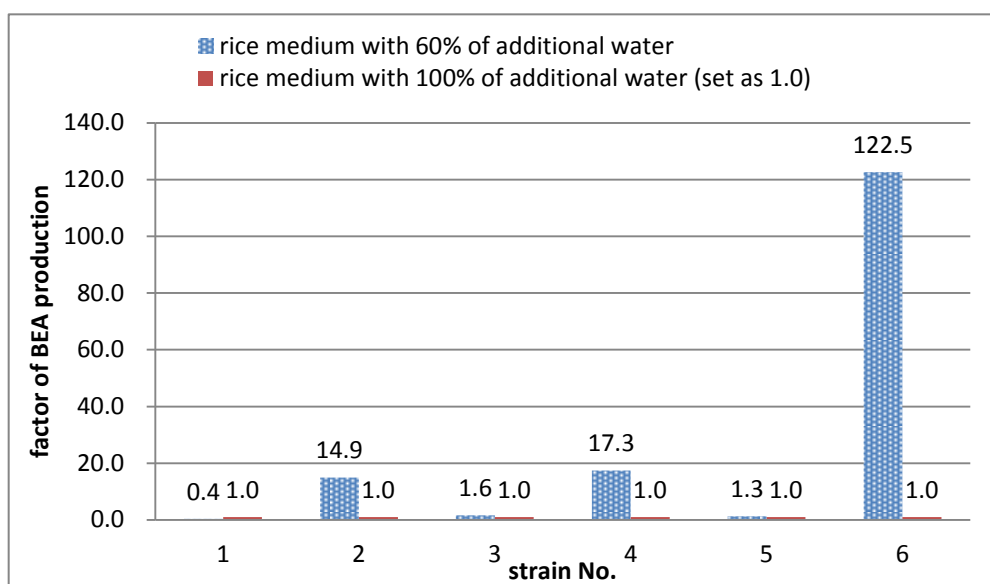 rice medium with 60% of additional water
rice medium with 100% of additional water (set as 1.0)
factor of BEA production
140.0
120.0
100.0
80.0
60.0
40.0
20.0
0.0
0.4 1.0
14.9 1.0
1.6 1.0
17.3 1.0
1.3 1.0
122.5 1.0
1 2 3 4 5 6
strain No.